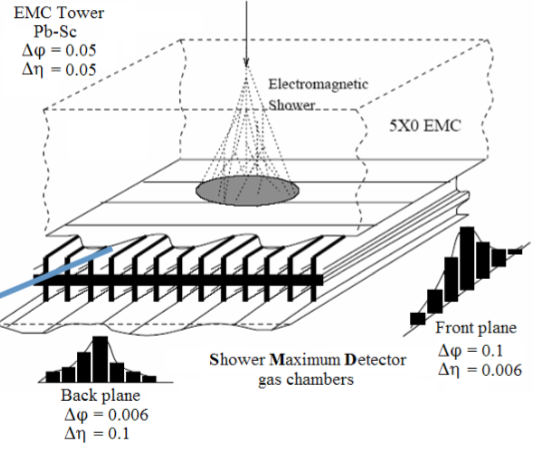 EMC Tower
Pb-Sc
Δφ = 0.05
Δη = 0.05
Electromagnetic
Shower
5X0 EMC
Front plane
Δφ = 0.1
Δη = 0.006
Shower Maximum Detector
gas chambers
Back plane
Δφ = 0.006
Δη = 0.1